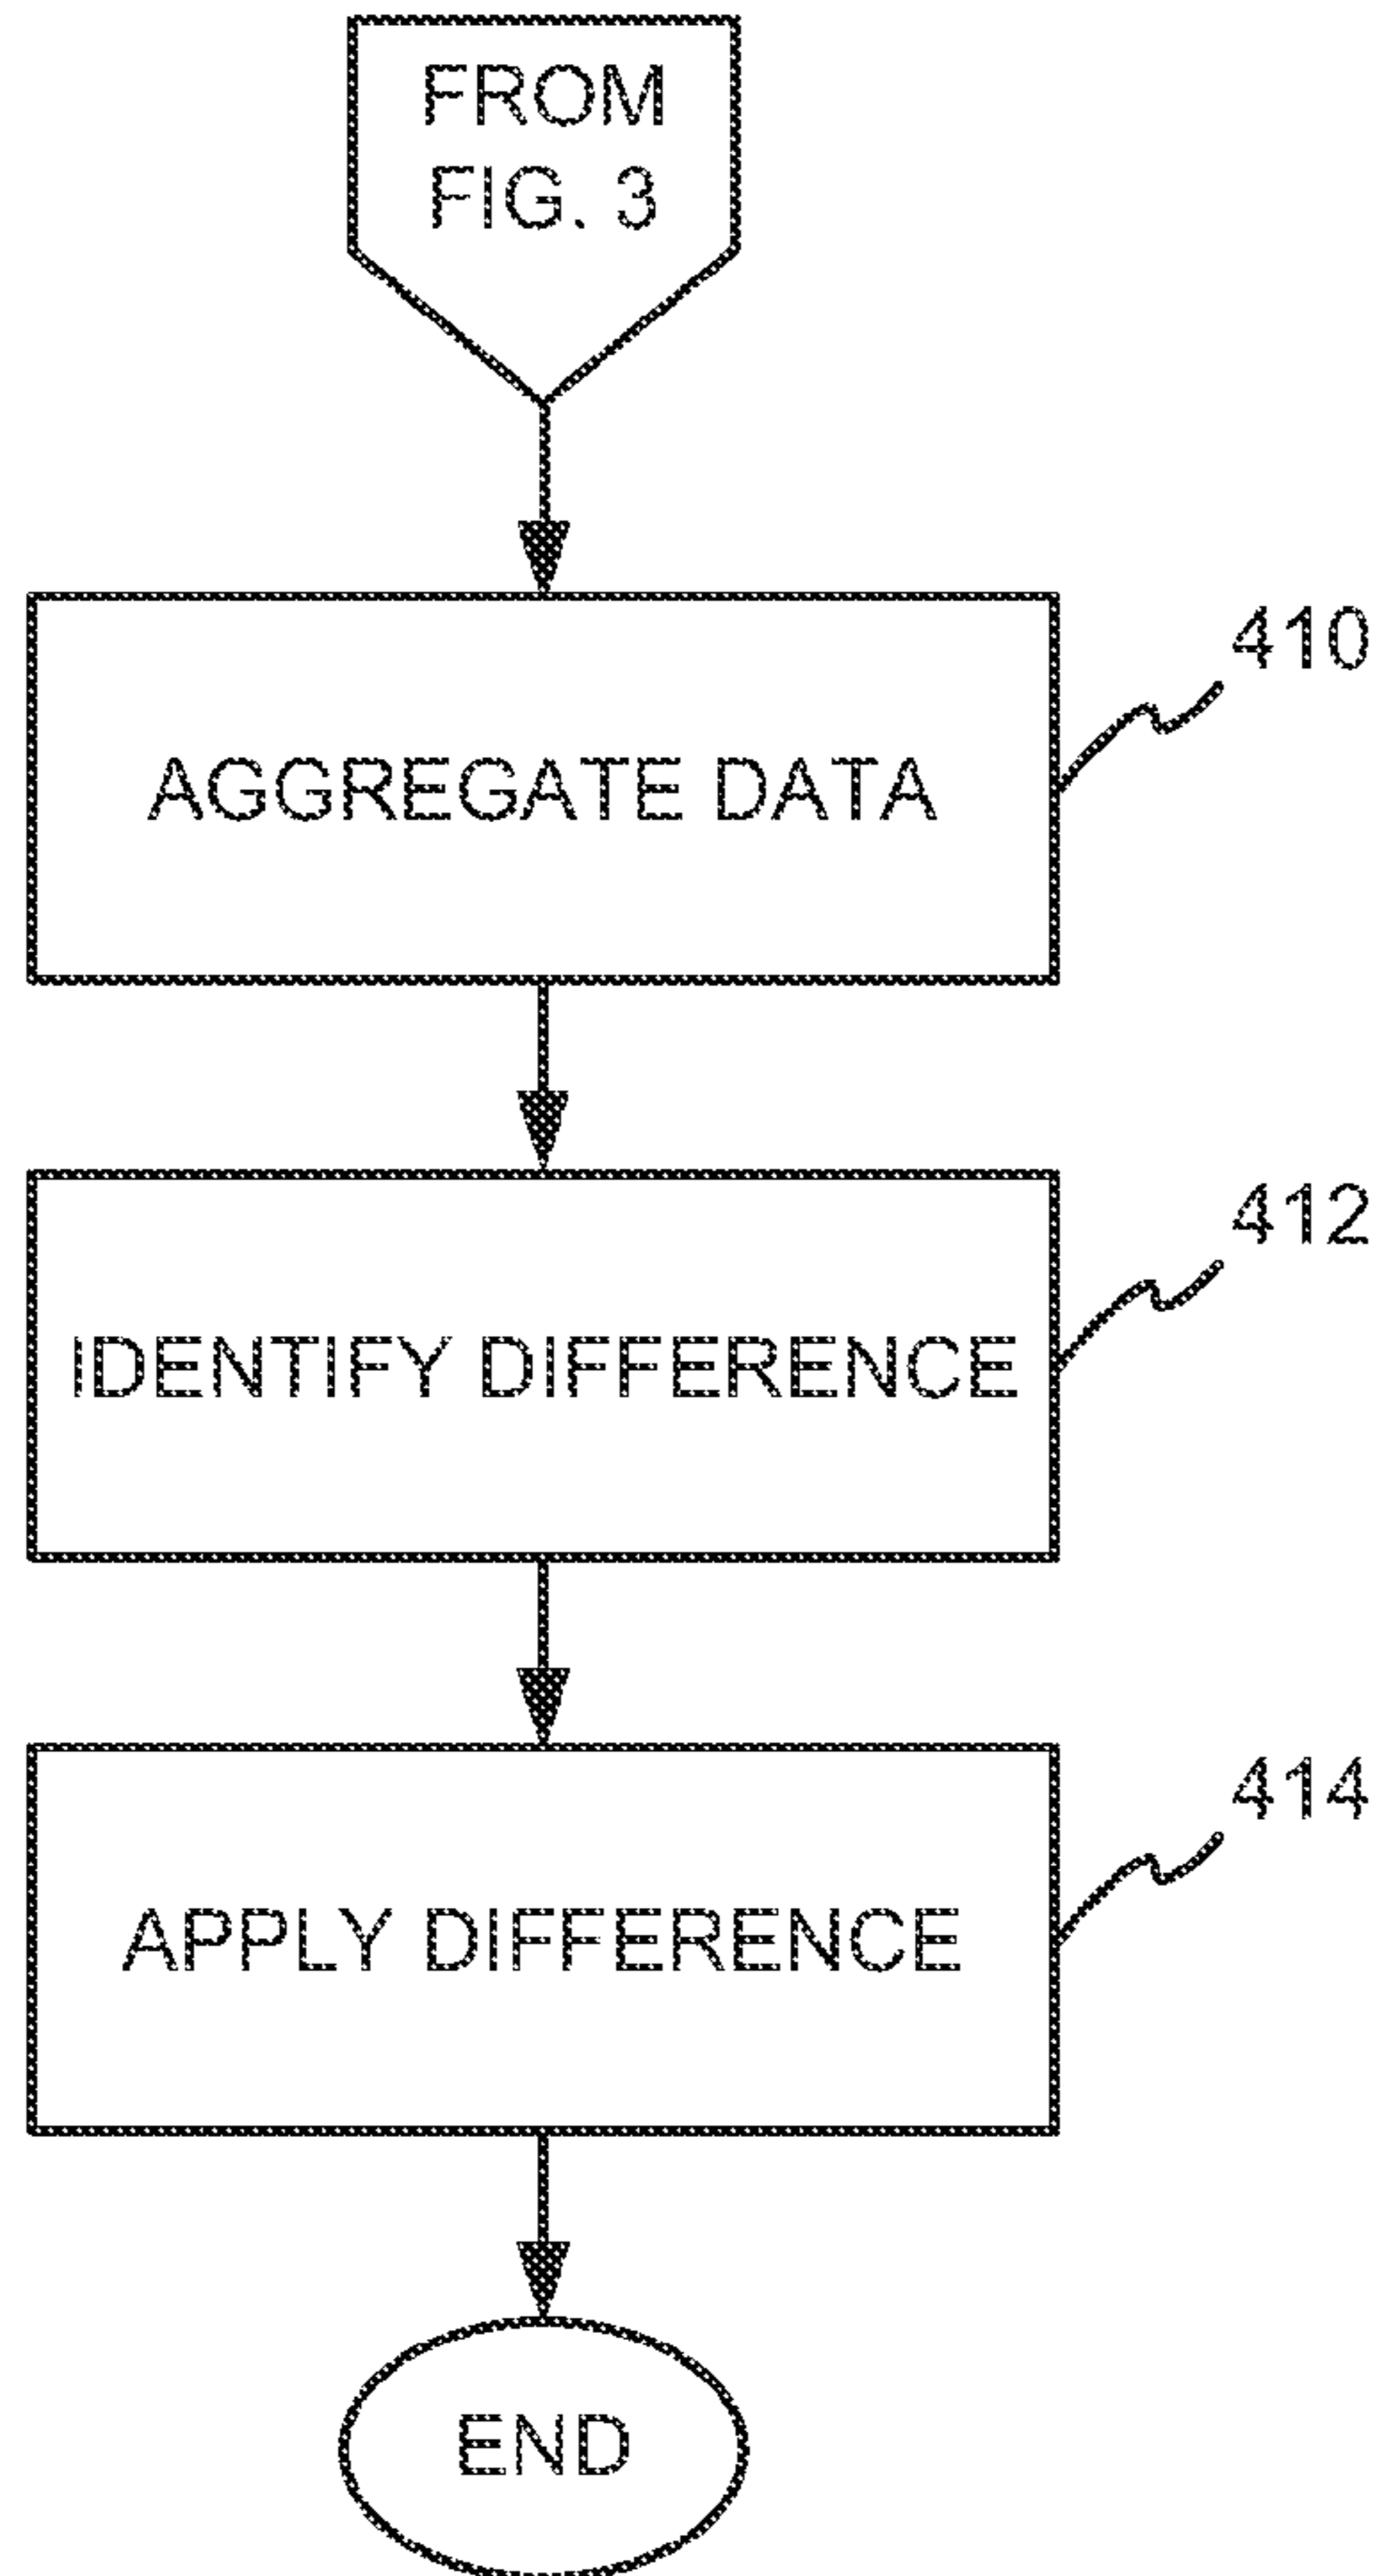 FROM
FIG. 3
410
AGGREGATE DATA
412
IDENTIFY DIFFERENCE
414
APPLY DIFFERENCE
END